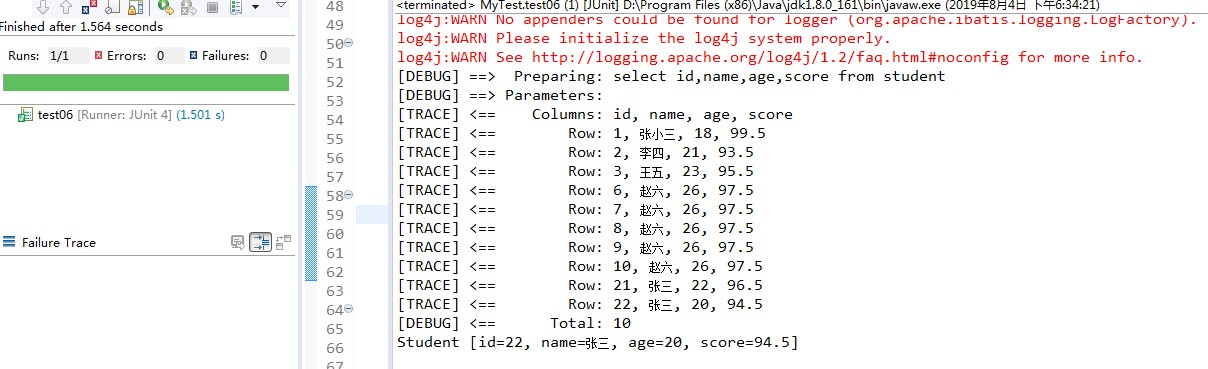 Finished after 1.564 seconds
Runs: 1/1 Errors: 0 Failures: 0
test06 [Runner: JUnit 4] (1.501 s)
Failure Trace
48
49
50
51
52
53
54
55
56
57
58
59
60
61
62
63
64
65
66
67
<terminated> MyTest.test06 (1) [JUnit] D:\Program Files (x86)\Java\jdk1.8.0_161\bin\javaw.exe (2019年8月4日 下午6:34:21)
log4j:WARN No appenders could be found for logger (org.apache.ibatis.logging.LogFactory).
log4j:WARN Please initialize the log4j system properly.
log4j:WARN See http://logging.apache.org/log4j/1.2/faq.html#noconfig for more info.
[DEBUG] ==>  Preparing: select id,name,age,score from student
[DEBUG] ==> Parameters:
[TRACE] <==    Columns: id, name, age, score
[TRACE] <==        Row: 1, 张小三, 18, 99.5
[TRACE] <==        Row: 2, 李四, 21, 93.5
[TRACE] <==        Row: 3, 王五, 23, 95.5
[TRACE] <==        Row: 6, 赵六, 26, 97.5
[TRACE] <==        Row: 7, 赵六, 26, 97.5
[TRACE] <==        Row: 8, 赵六, 26, 97.5
[TRACE] <==        Row: 9, 赵六, 26, 97.5
[TRACE] <==        Row: 10, 赵六, 26, 97.5
[TRACE] <==        Row: 21, 张三, 22, 96.5
[TRACE] <==        Row: 22, 张三, 20, 94.5
[DEBUG] <==      Total: 10
Student [id=22, name=张三, age=20, score=94.5]